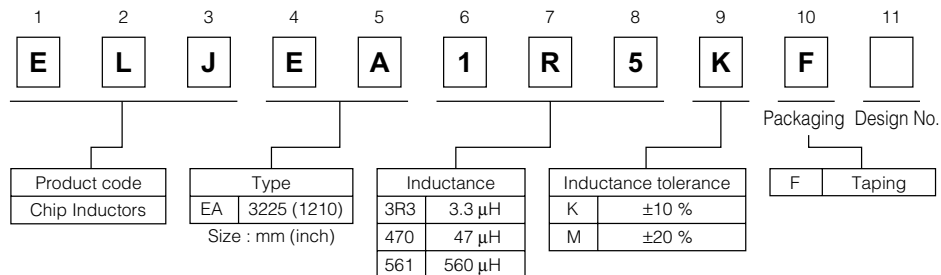 1 2 3 4 5 6 7 8 9 10 11
E L J E A 1 R 5 K F
Packaging Design No.
Product code
Chip Inductors
Type
EA 3225 (1210)
Size : mm (inch)
Inductance
3R3 3.3 μH
470 47 μH
561 560 μH
Inductance tolerance
K ±10 %
M ±20 %
F Taping